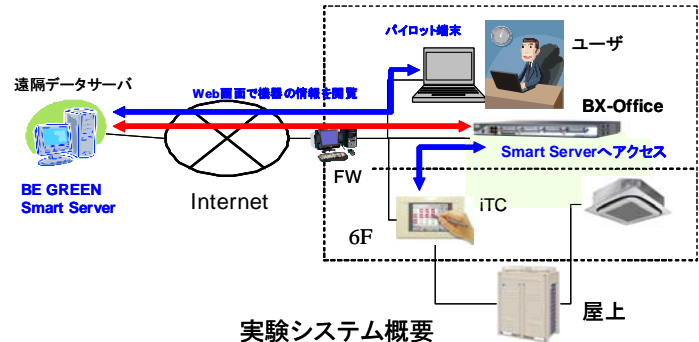 パイロット端末
ユーザ
遠隔データサーバ
Web画面で機器の情報を閲覧
BX-Office
Smart Serverへアクセス
FW
BE GREEN
Smart Server
Internet
iTC
6F
屋上
実験システム概要